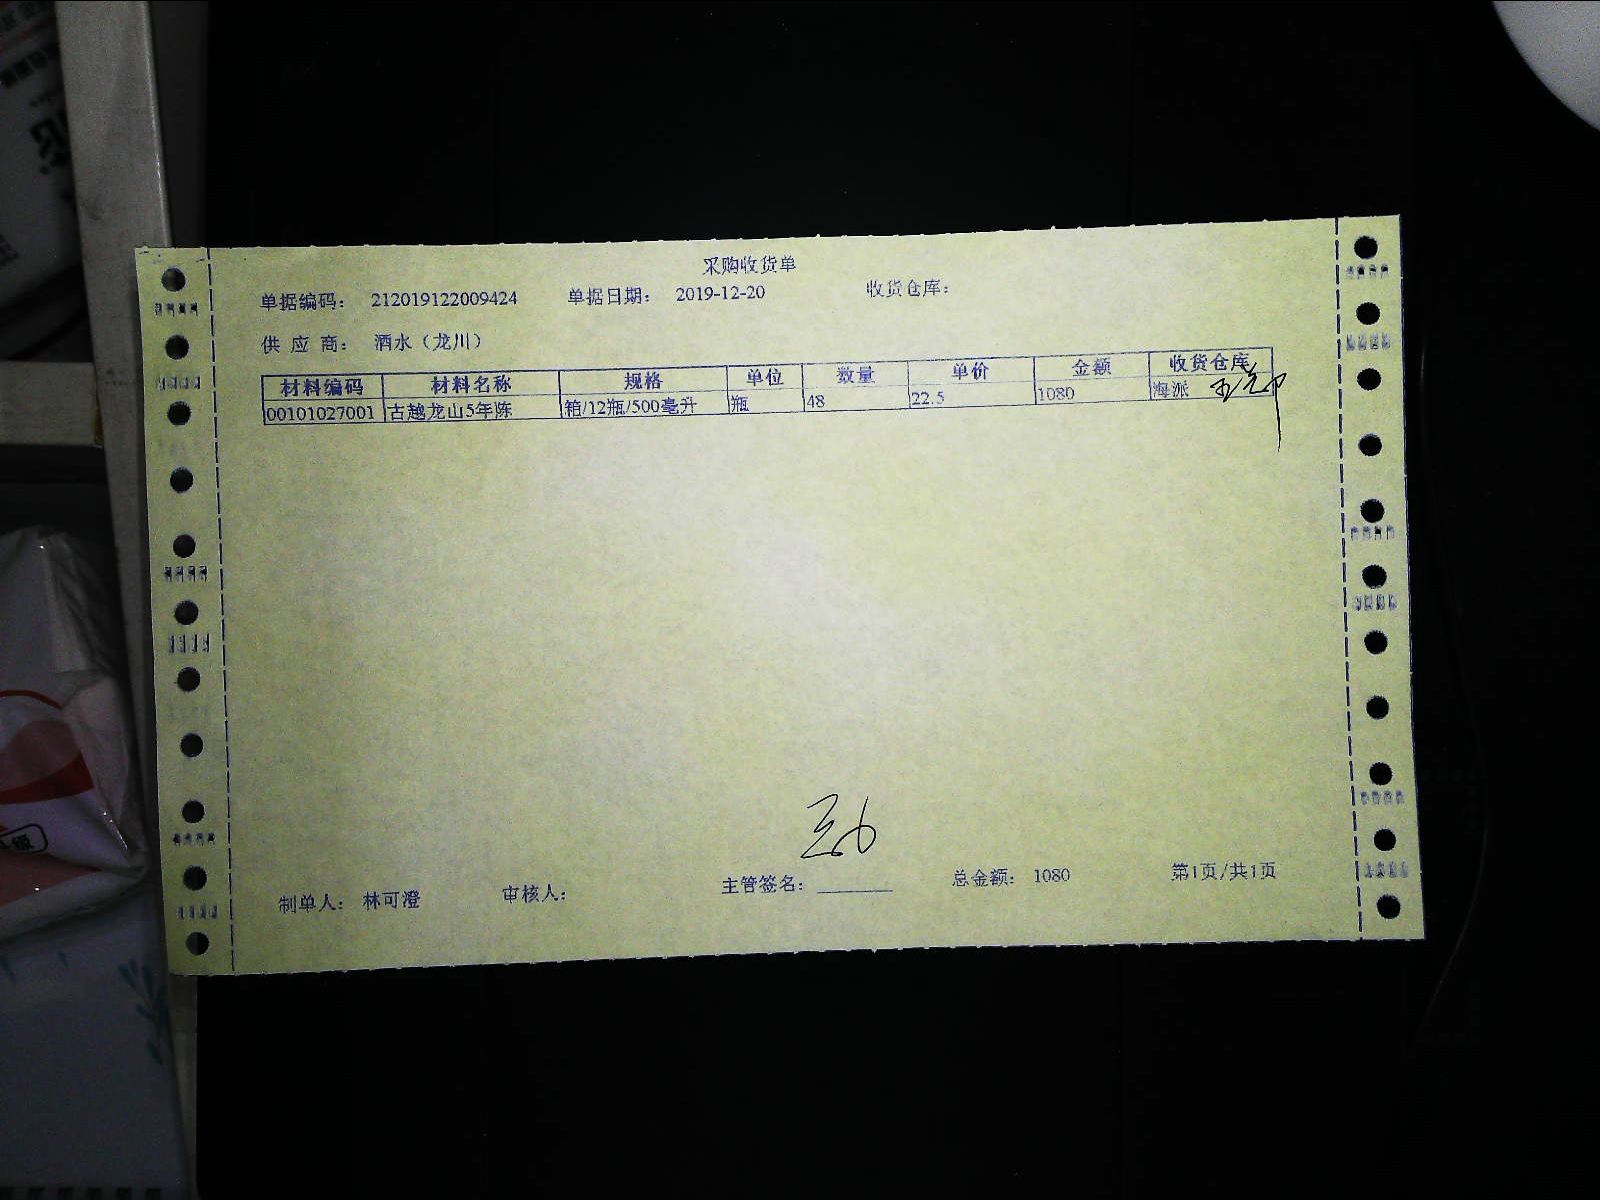 采购收货单
单据编码： 212019122009424 单据日期： 2019-12-20 收货仓库：
供 应 商： 酒水（龙川）
材料编码 材料名称 规格 单位 数量 单价 金额 收货仓库
00101027001 古越龙山5年陈 箱/12瓶/500毫升 瓶 48 22.5 1080 海派
制单人： 林可澄 审核人： 主管签名： 总金额： 1080 第1页/共1页